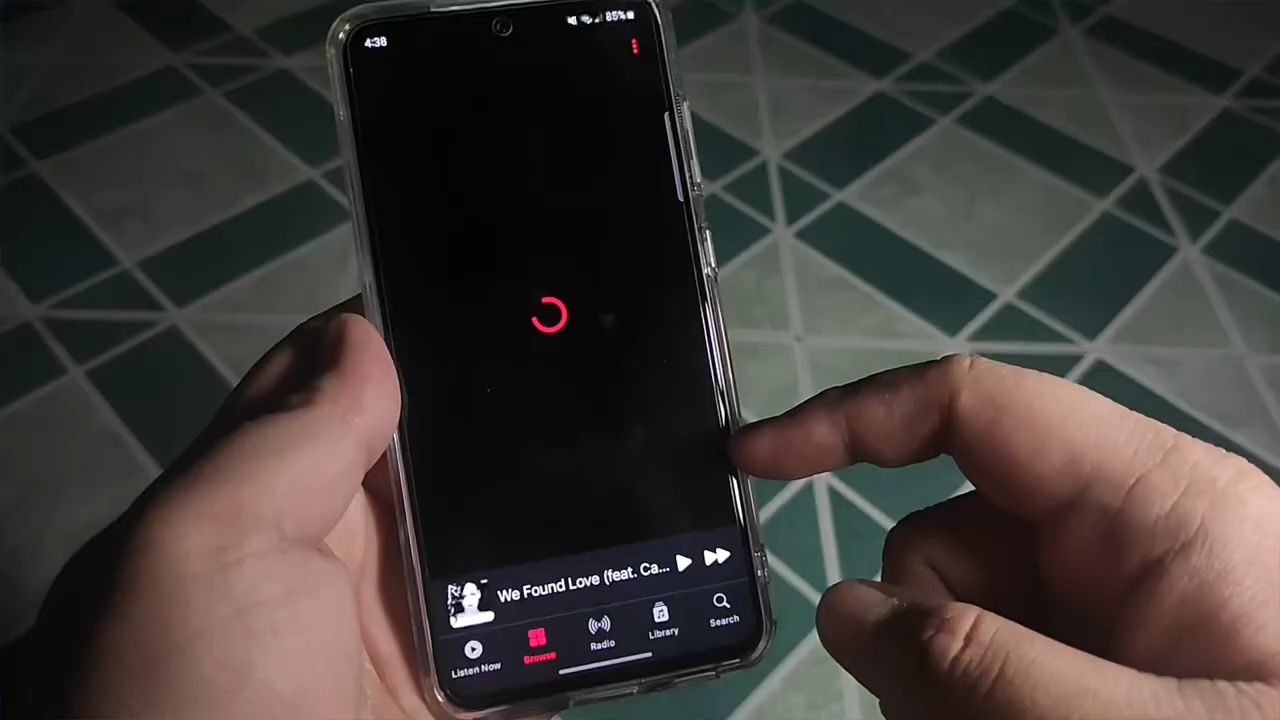 4:38
85%
We Found Love (feat. Ca...
Listen Now
Browse
Radio
Library
Search